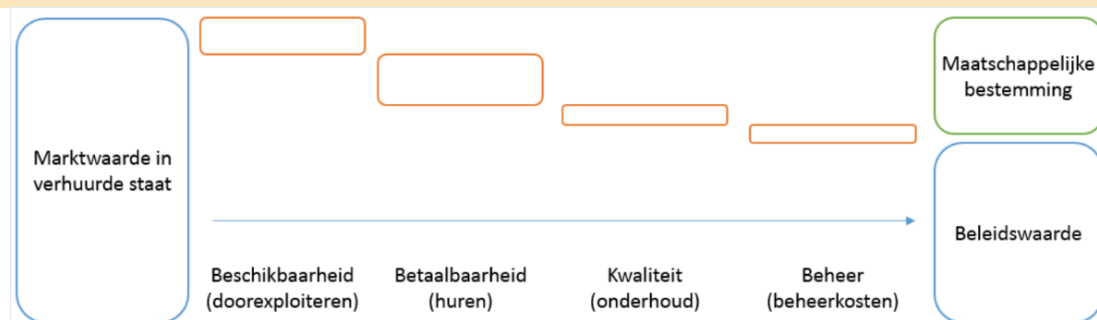 Marktwaarde in
verhuurde staat
Beschikbaarheid
(doorexploiteren)
Betaalbaarheid
(huren)
Kwaliteit
(onderhoud)
Beheer
(beheerkosten)
Maatschappelijke
bestemming
Beleidswaarde